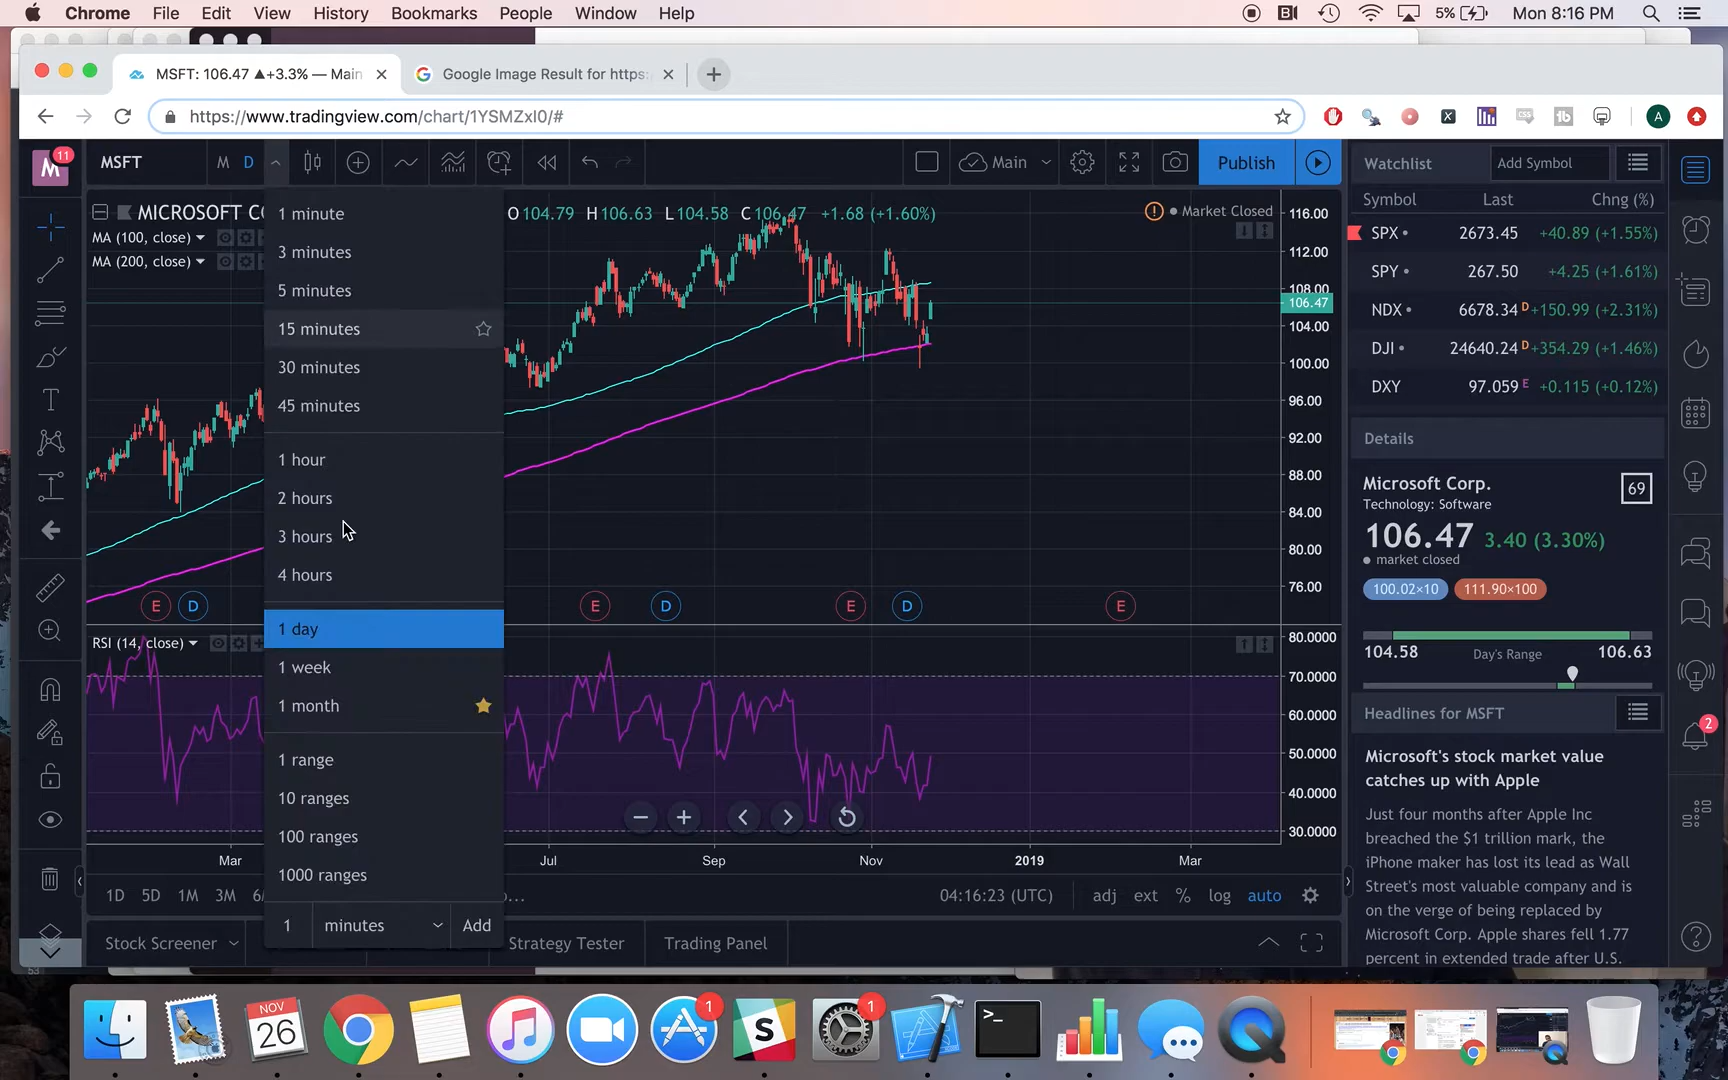 Chrome File Edit View History Bookmarks People Window Help
5% Mon 8:16 PM
MSFT: 106.47 ▲+3.3% — Main
Google Image Result for https:
https://www.tradingview.com/chart/1YSMZxI0/#
A
M 11
MSFT M D
Main Publish
MICROSOFT CO
O 104.79 H 106.63 L 104.58 C 106.47 +1.68 (+1.60%)
Market Closed
MA (100, close)
MA (200, close)
1 minute
3 minutes
5 minutes
15 minutes
30 minutes
45 minutes
1 hour
2 hours
3 hours
4 hours
1 day
1 week
1 month
1 range
10 ranges
100 ranges
1000 ranges
1 minutes Add
116.00
112.00
108.00
106.47
104.00
100.00
96.00
92.00
88.00
84.00
80.00
76.00
E D E D E D E
RSI (14, close)
80.0000
70.0000
60.0000
50.0000
40.0000
30.0000
Mar Jul Sep Nov 2019 Mar
1D 5D 1M 3M
04:16:23 (UTC) adj ext % log auto
Stock Screener Strategy Tester Trading Panel
Watchlist Add Symbol
Symbol Last Chng (%)
SPX 2673.45 +40.89 (+1.55%)
SPY 267.50 +4.25 (+1.61%)
NDX 6678.34 D +150.99 (+2.31%)
DJI 24640.24 D +354.29 (+1.46%)
DXY 97.059 E +0.115 (+0.12%)
Details
Microsoft Corp. 69
Technology: Software
106.47 3.40 (3.30%)
market closed
100.02×10 111.90×100
104.58 Day's Range 106.63
Headlines for MSFT
2
Microsoft's stock market value
catches up with Apple
Just four months after Apple Inc
breached the $1 trillion mark, the
iPhone maker has lost its lead as Wall
Street's most valuable company and is
on the verge of being replaced by
Microsoft Corp. Apple shares fell 1.77
percent in extended trade after U.S.
53
NOV
26
1
S
1